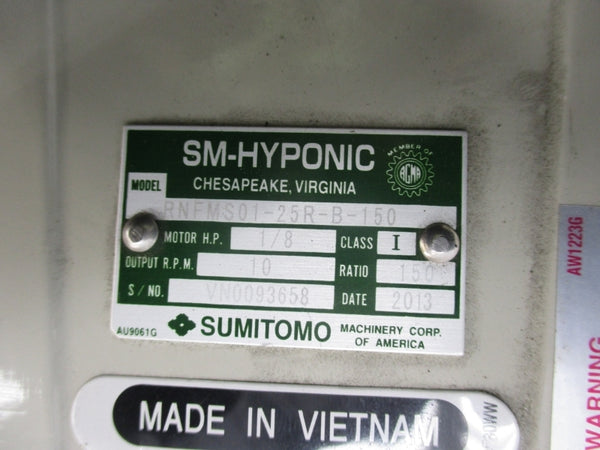 SM-HYPONIC
MEMBER OF
AGMA
CHESAPEAKE, VIRGINIA
MODEL
RNFMS01-25R-B-150
MOTOR H.P. 1/8 CLASS I
OUTPUT R.P.M. 10 RATIO 150
S / NO. VN0093658 DATE 2013
AU9061G SUMITOMO MACHINERY CORP.
OF AMERICA
MADE IN VIETNAM
AW1223G
WARNING